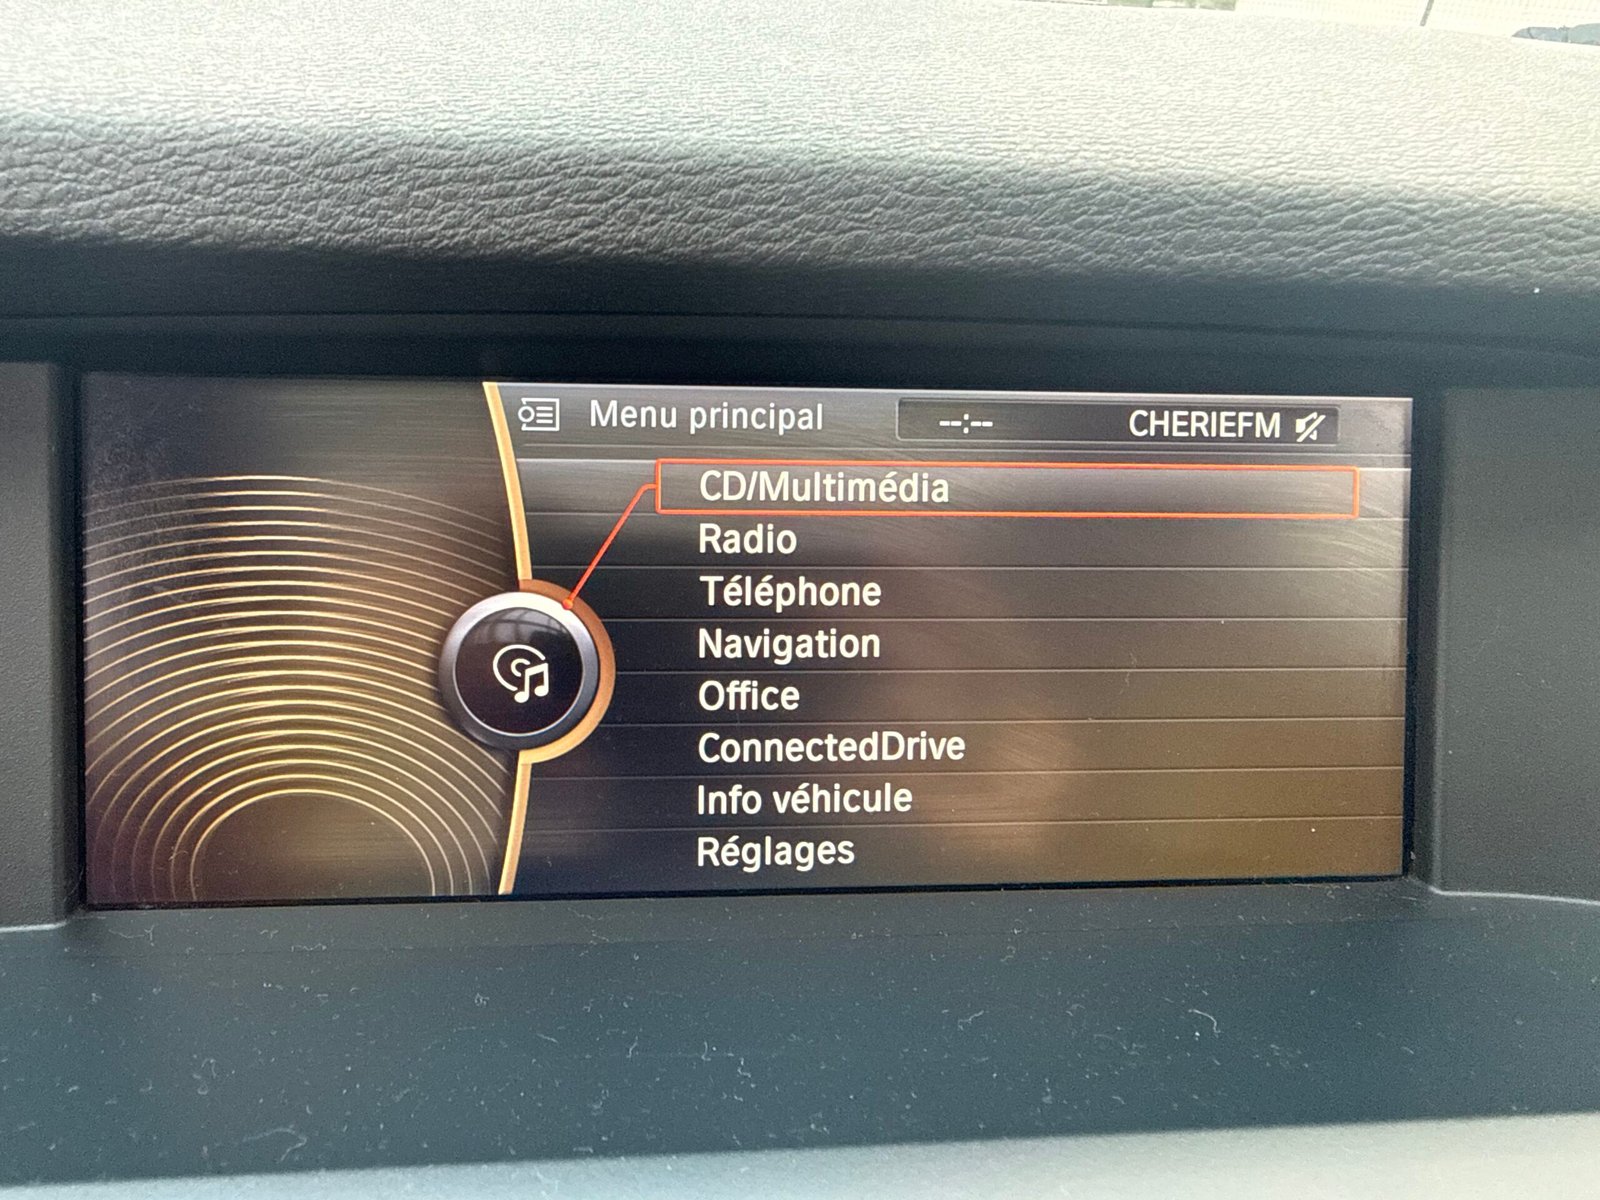 Menu principal --:-- CHERIEFM
CD/Multimédia
Radio
Téléphone
Navigation
Office
ConnectedDrive
Info véhicule
Réglages